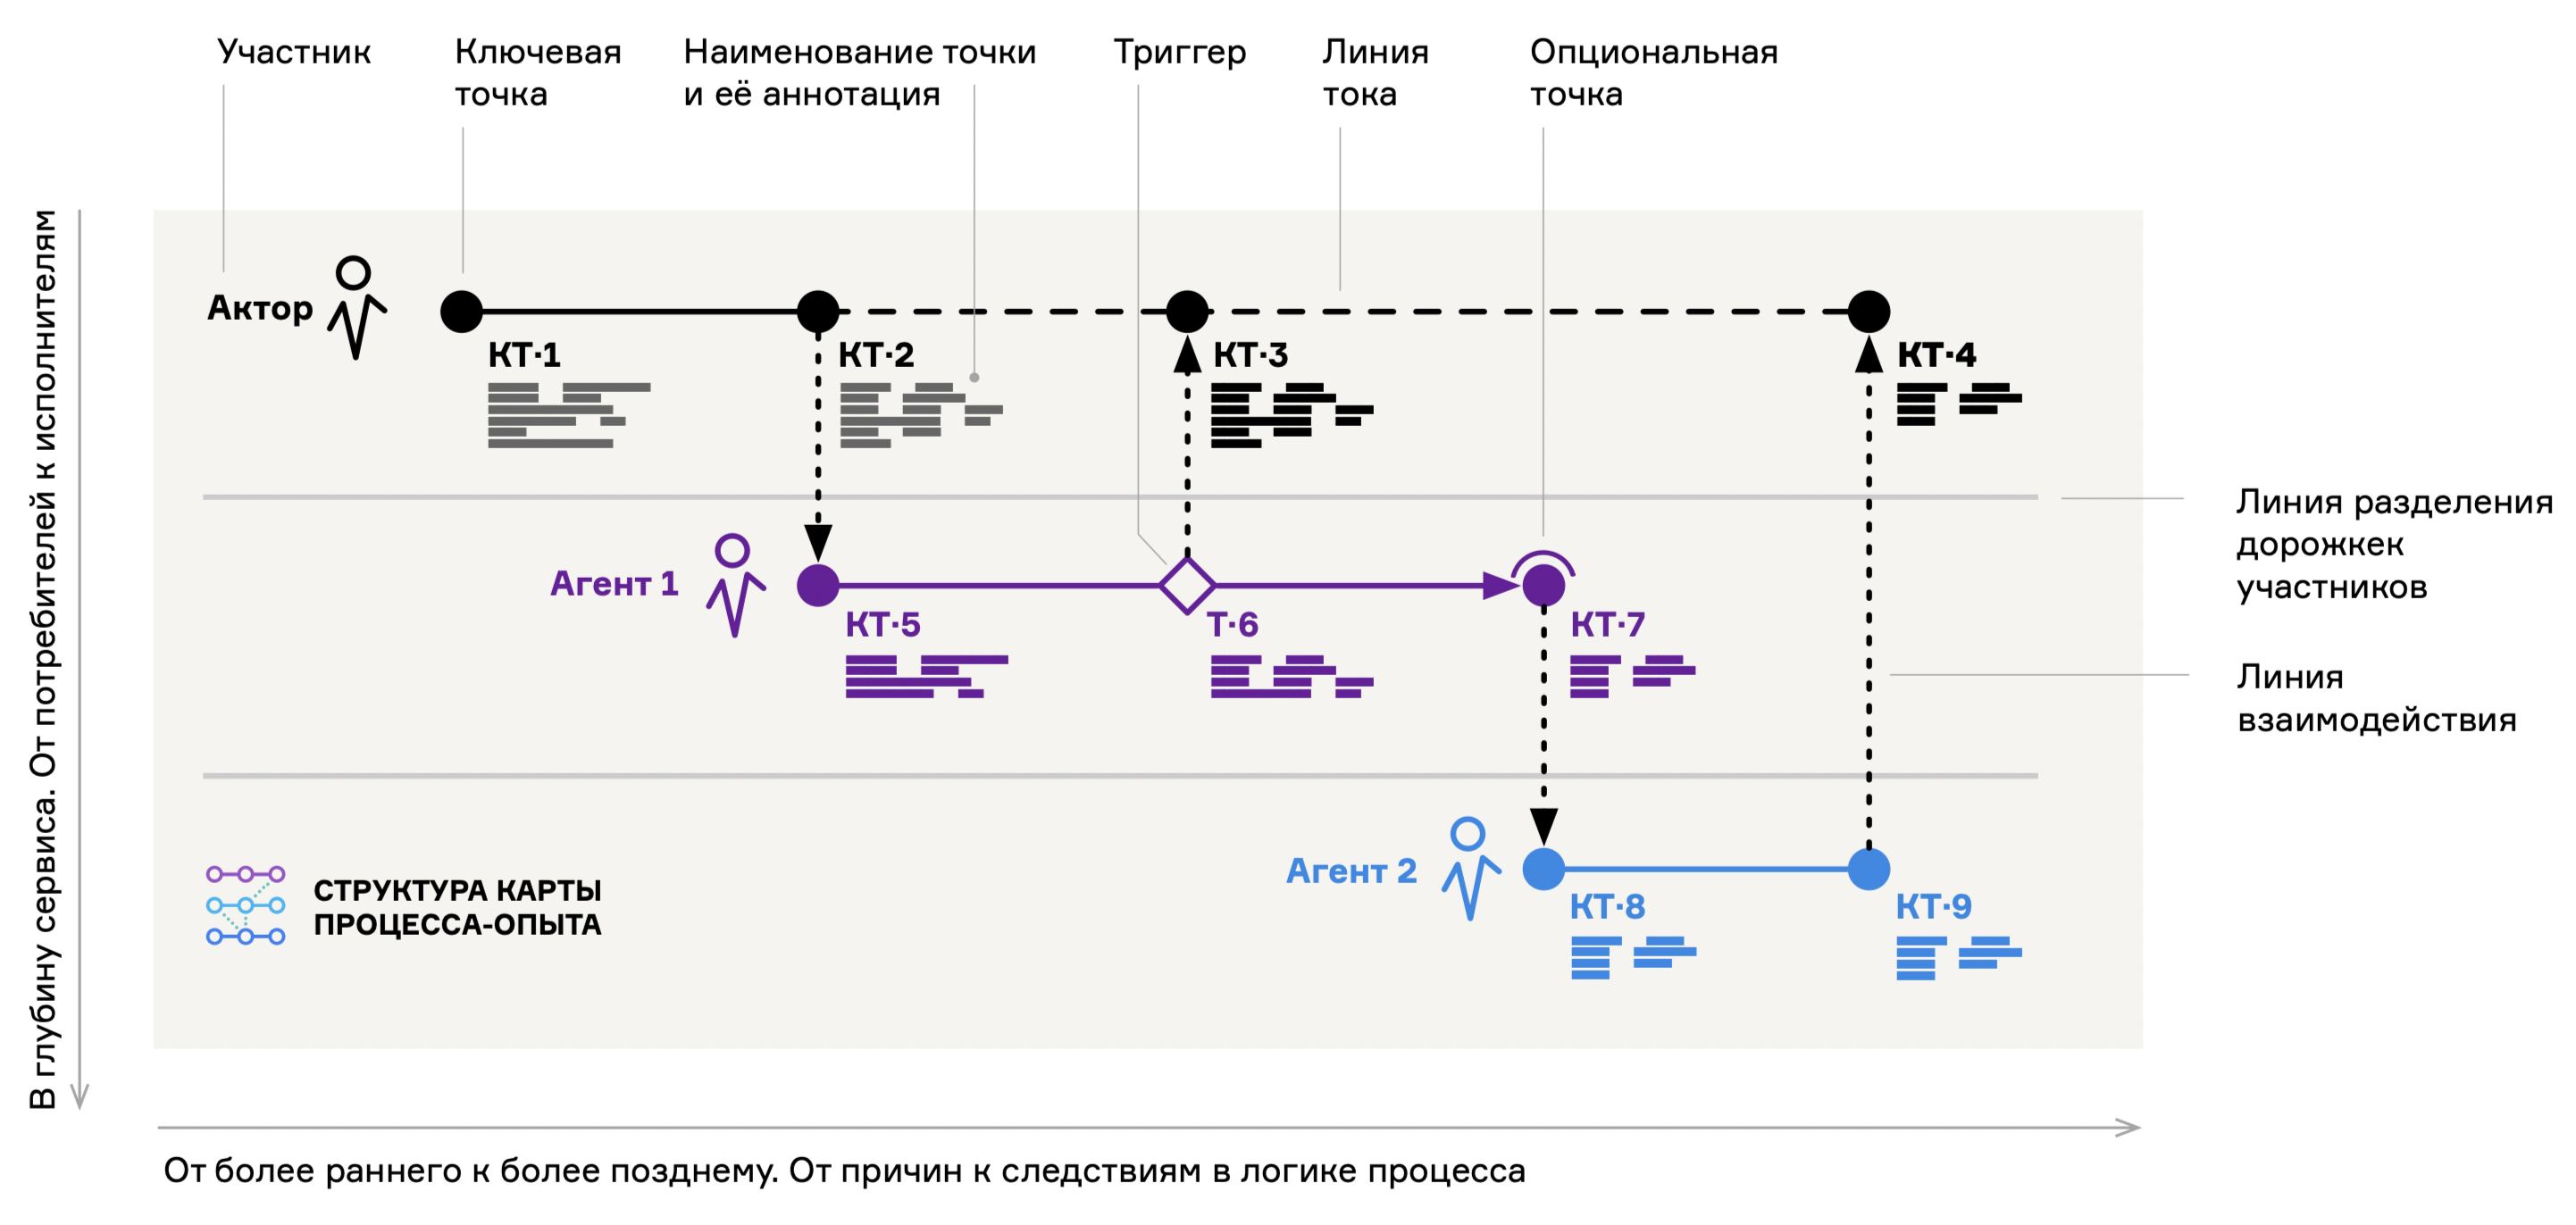 Участник
Ключевая
точка
Наименование точки
и её аннотация
Триггер
Линия
тока
Опциональная
точка
В глубину сервиса. От потребителей к исполнителям
Актор
КТ·1
КТ·2
КТ·3
КТ·4
Линия разделения
дорожкек
участников
Агент 1
КТ·5
Т·6
КТ·7
Линия
взаимодействия
Агент 2
КТ·8
КТ·9
СТРУКТУРА КАРТЫ
ПРОЦЕССА-ОПЫТА
От более раннего к более позднему. От причин к следствиям в логике процесса